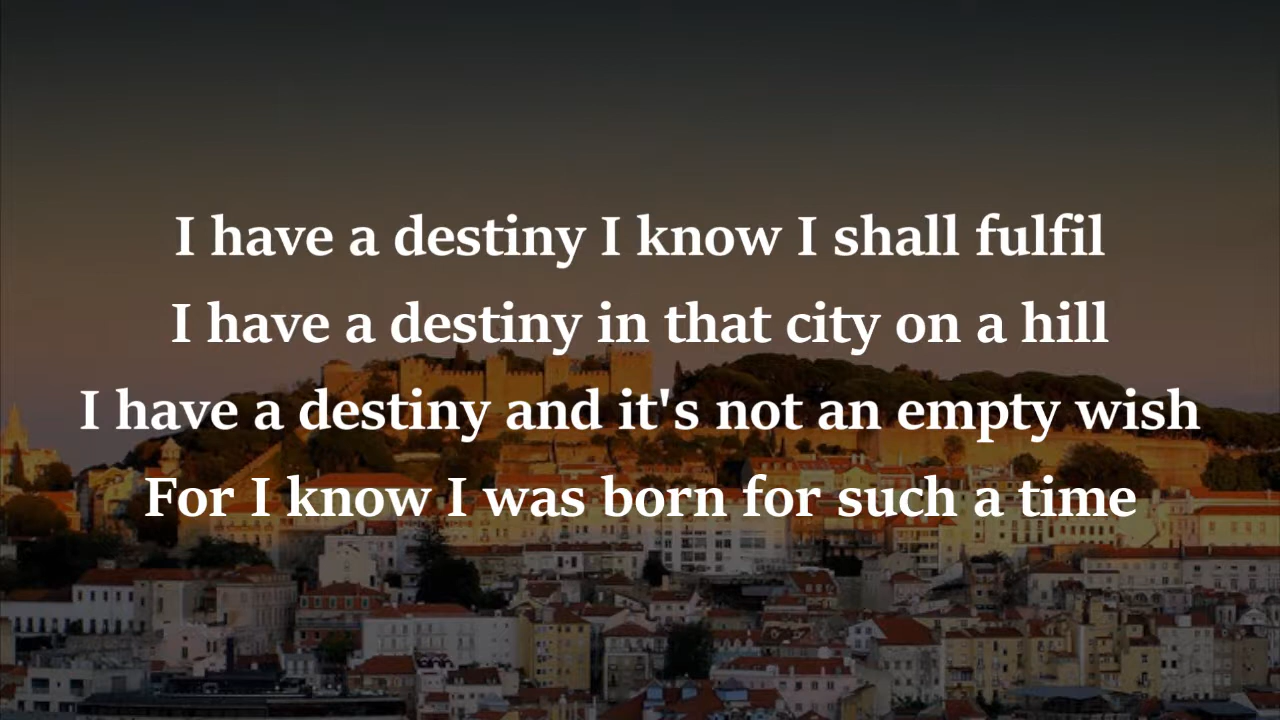 I have a destiny I know I shall fulfil
I have a destiny in that city on a hill
I have a destiny and it's not an empty wish
For I know I was born for such a time